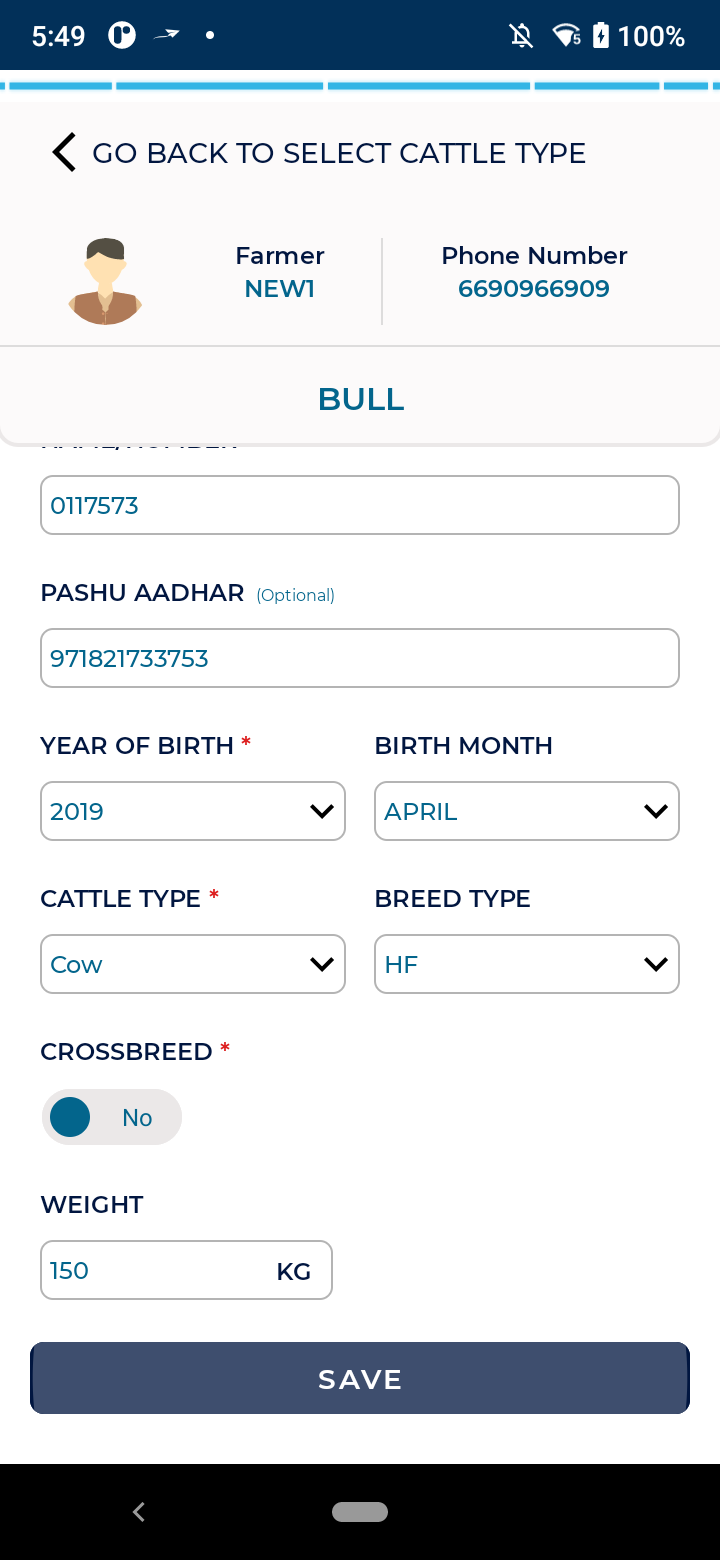 5:49
100%
GO BACK TO SELECT CATTLE TYPE
Farmer
NEW1
Phone Number
6690966909
BULL
0117573
PASHU AADHAR (Optional)
971821733753
YEAR OF BIRTH * BIRTH MONTH
2019 APRIL
CATTLE TYPE * BREED TYPE
Cow HF
CROSSBREED *
No
WEIGHT
150 KG
SAVE